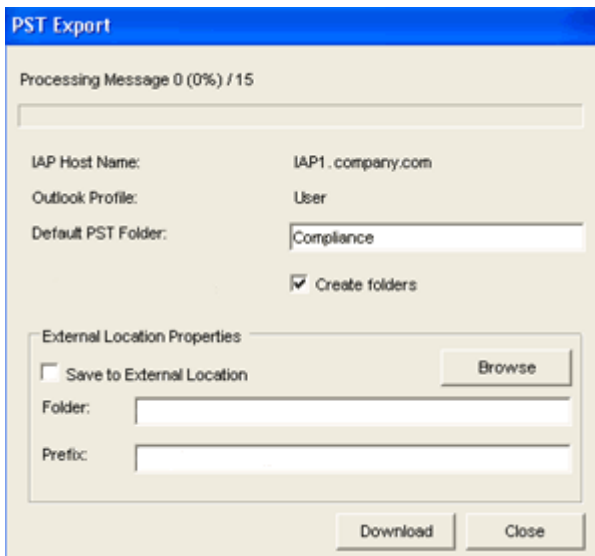 PST Export
Processing Message 0 (0%) / 15
IAP Host Name: IAP1.company.com
Outlook Profile: User
Default PST Folder: Compliance
Create folders
External Location Properties
Save to External Location Browse
Folder:
Prefix:
Download Close